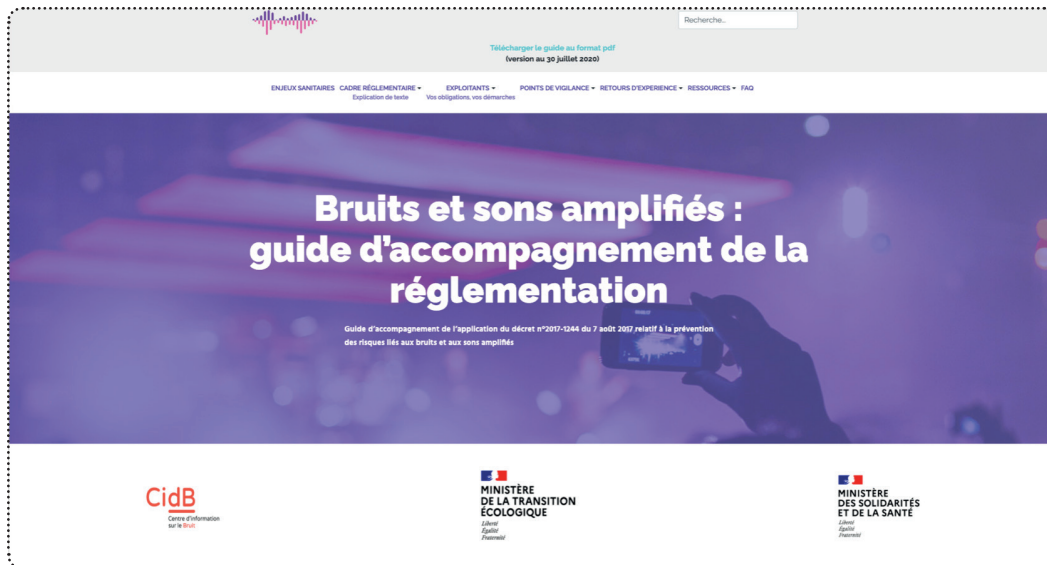 Recherche...
Télécharger le guide au format pdf
(version au 30 juillet 2020)
ENJEUX SANITAIRES CADRE RÉGLEMENTAIRE EXPLOITANTS POINTS DE VIGILANCE RETOURS D'EXPERIENCE RESSOURCES FAQ
Explication de texte Vos obligations, vos démarches
Bruits et sons amplifiés :
guide d'accompagnement de la
réglementation
Guide d'accompagnement de l'application du décret n°2017-1244 du 7 août 2017 relatif à la prévention
des risques liés aux bruits et aux sons amplifiés
CidB
Centre d'information
sur le Bruit
MINISTÈRE
DE LA TRANSITION
ÉCOLOGIQUE
Liberté
Égalité
Fraternité
MINISTÈRE
DES SOLIDARITÉS
ET DE LA SANTÉ
Liberté
Égalité
Fraternité